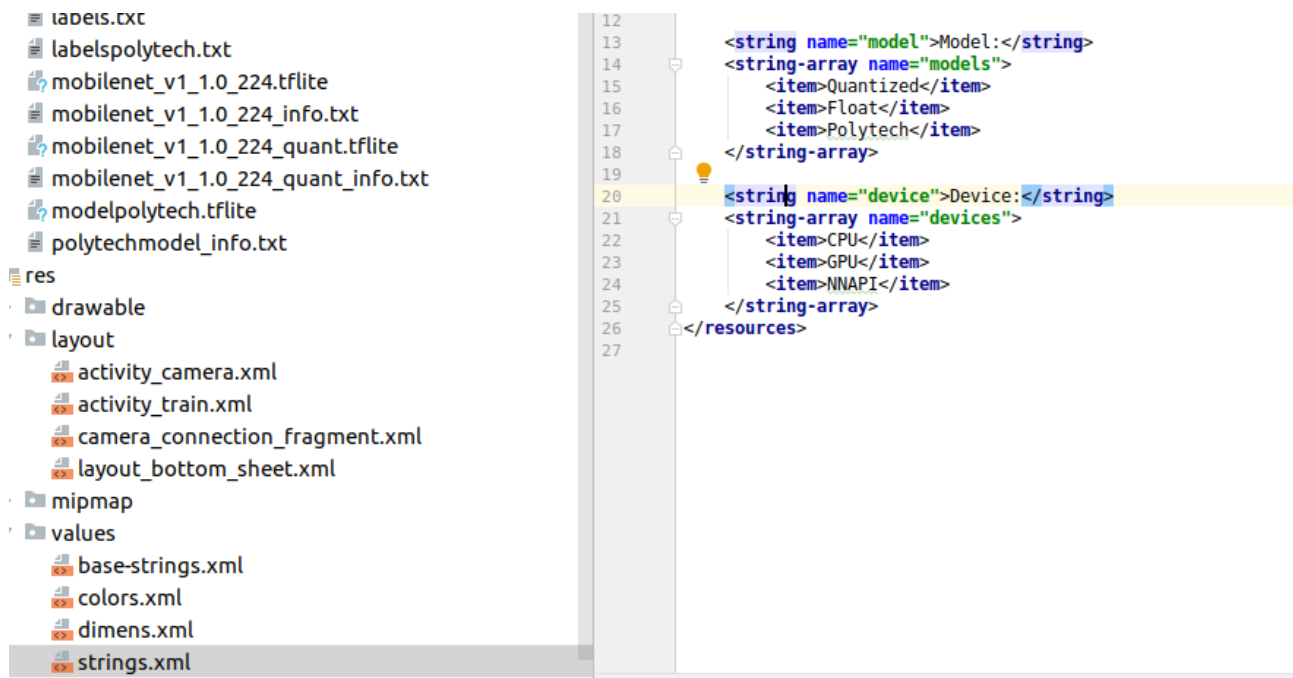 labels.txt
labelspolytech.txt
mobilenet_v1_1.0_224.tflite
mobilenet_v1_1.0_224_info.txt
mobilenet_v1_1.0_224_quant.tflite
mobilenet_v1_1.0_224_quant_info.txt
modelpolytech.tflite
polytechmodel_info.txt
res
drawable
layout
activity_camera.xml
activity_train.xml
camera_connection_fragment.xml
layout_bottom_sheet.xml
mipmap
values
base-strings.xml
colors.xml
dimens.xml
strings.xml
12
13 <string name="model">Model:</string>
14 <string-array name="models">
15 <item>Quantized</item>
16 <item>Float</item>
17 <item>Polytech</item>
18 </string-array>
19
20 <string name="device">Device:</string>
21 <string-array name="devices">
22 <item>CPU</item>
23 <item>GPU</item>
24 <item>NNAPI</item>
25 </string-array>
26 </resources>
27